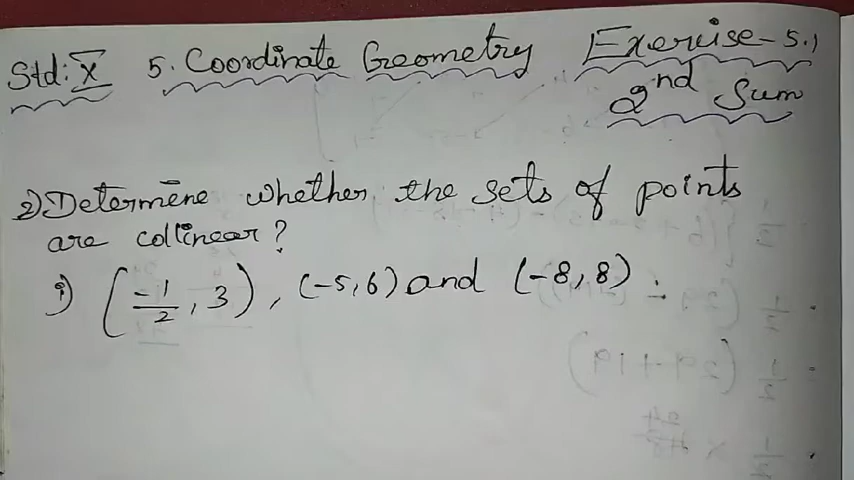 Std: X 5. Coordinate Geometry Exercise-5.1
2nd Sum
2) Determine whether the sets of points
are collinear?
i) (-1/2, 3), (-5,6) and (-8,8).